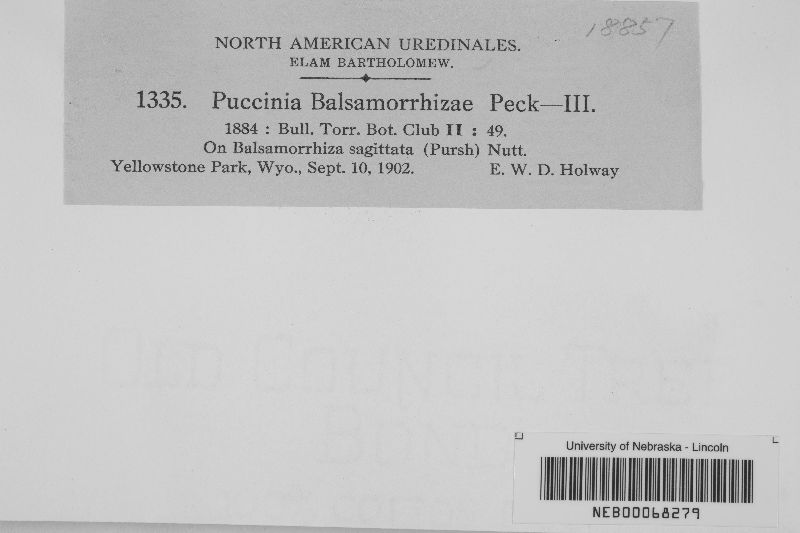 18857
NORTH AMERICAN UREDINALES.
ELAM BARTHOLOMEW.
1335. Puccinia Balsamorrhizae Peck—III.
1884 : Bull. Torr. Bot. Club II : 49.
On Balsamorrhiza sagittata (Pursh) Nutt.
Yellowstone Park, Wyo., Sept. 10, 1902. E. W. D. Holway
University of Nebraska - Lincoln
NEB00068279